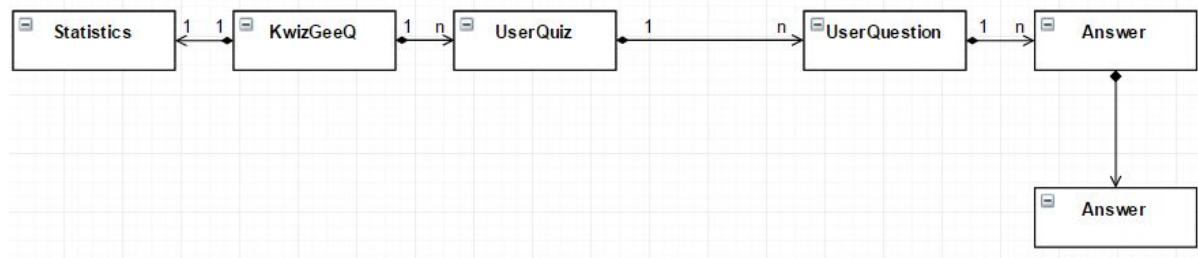 Statistics
1 1
KwizGeeQ
1 n
UserQuiz
1 n
UserQuestion
1 n
Answer
Answer